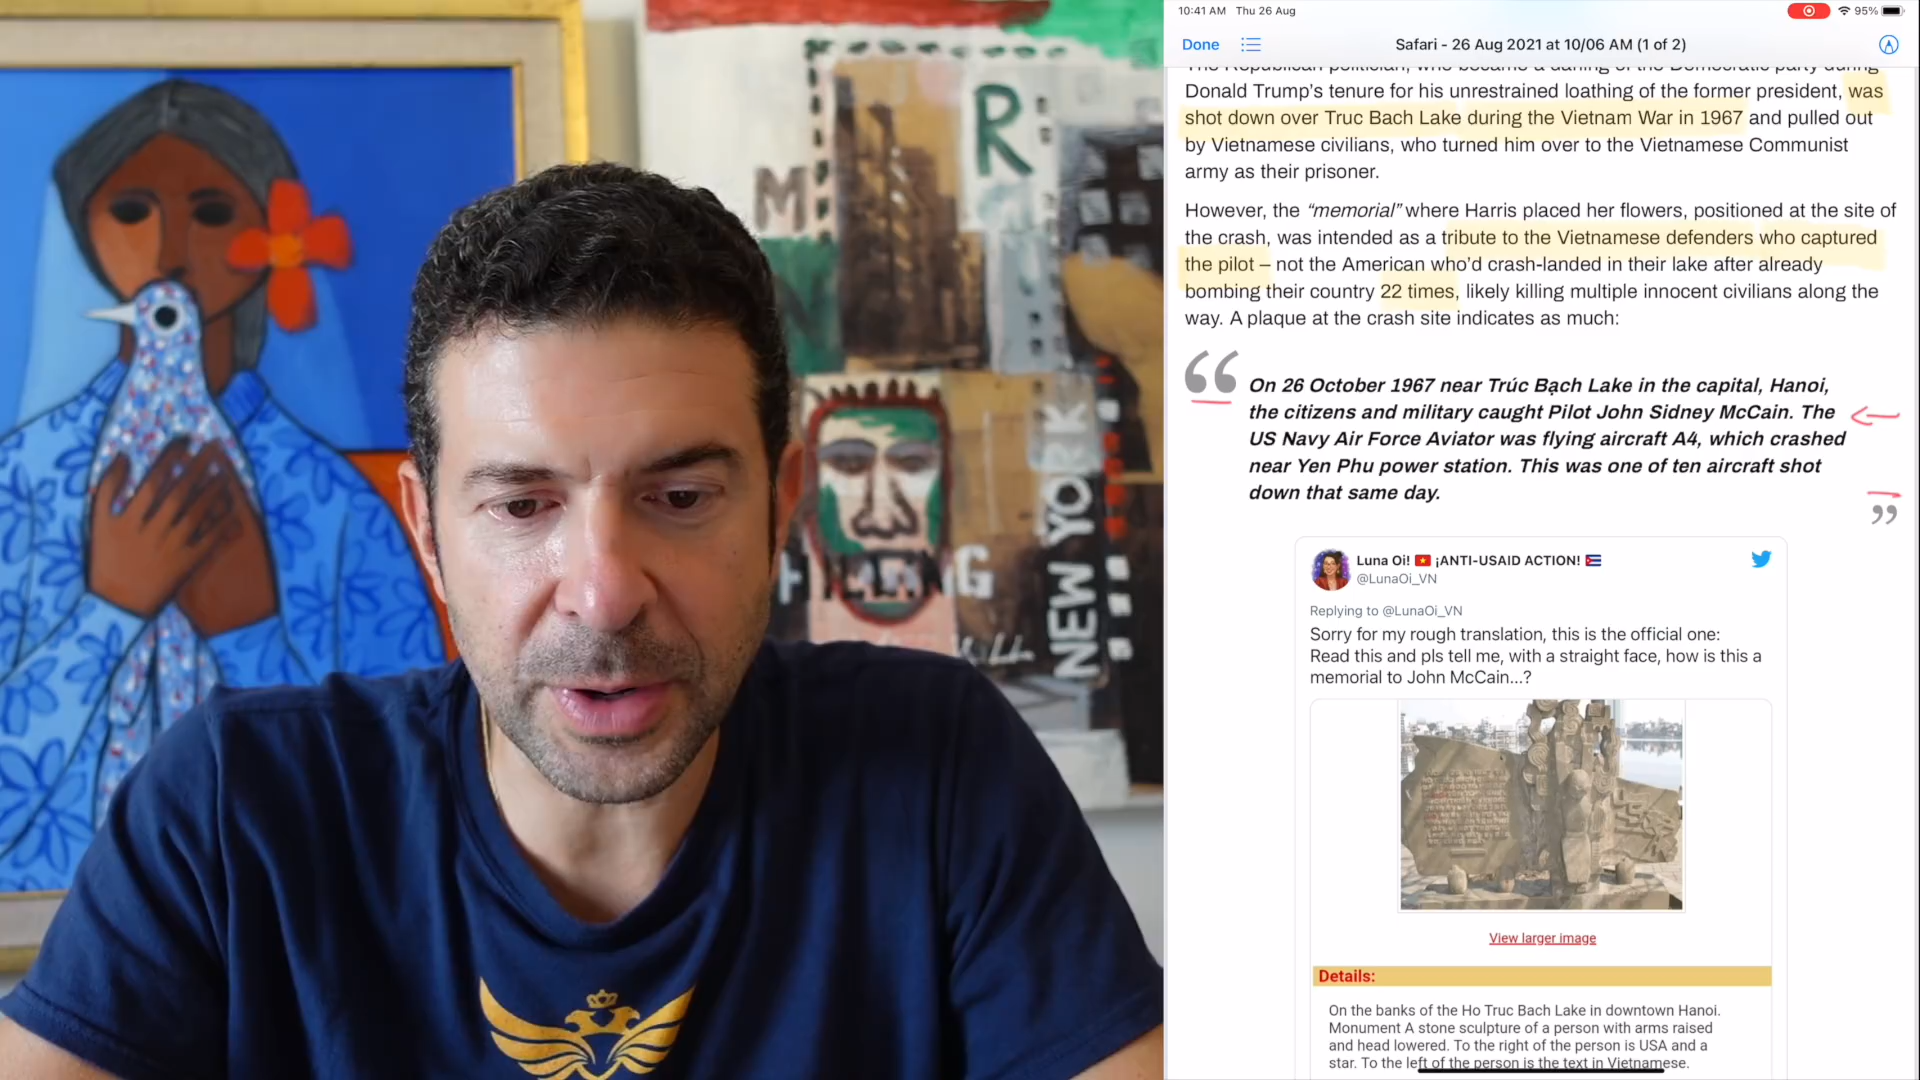 M
R
HERRING
NEW YORK
10:41 AM Thu 26 Aug
95%
Done
Safari - 26 Aug 2021 at 10/06 AM (1 of 2)
The Republican politician, who became a darling of the Democratic party during
Donald Trump's tenure for his unrestrained loathing of the former president, was
shot down over Truc Bach Lake during the Vietnam War in 1967 and pulled out
by Vietnamese civilians, who turned him over to the Vietnamese Communist
army as their prisoner.
However, the “memorial” where Harris placed her flowers, positioned at the site of
the crash, was intended as a tribute to the Vietnamese defenders who captured
the pilot – not the American who'd crash-landed in their lake after already
bombing their country 22 times, likely killing multiple innocent civilians along the
way. A plaque at the crash site indicates as much:
“
On 26 October 1967 near Trúc Bạch Lake in the capital, Hanoi,
the citizens and military caught Pilot John Sidney McCain. The
US Navy Air Force Aviator was flying aircraft A4, which crashed
near Yen Phu power station. This was one of ten aircraft shot
down that same day.
”
Luna Oi! 🇻🇳 ¡ANTI-USAID ACTION! 🇨🇺
@LunaOi_VN
Replying to @LunaOi_VN
Sorry for my rough translation, this is the official one:
Read this and pls tell me, with a straight face, how is this a
memorial to John McCain...?
View larger image
Details:
On the banks of the Ho Truc Bach Lake in downtown Hanoi.
Monument A stone sculpture of a person with arms raised
and head lowered. To the right of the person is USA and a
star. To the left of the person is the text in Vietnamese.